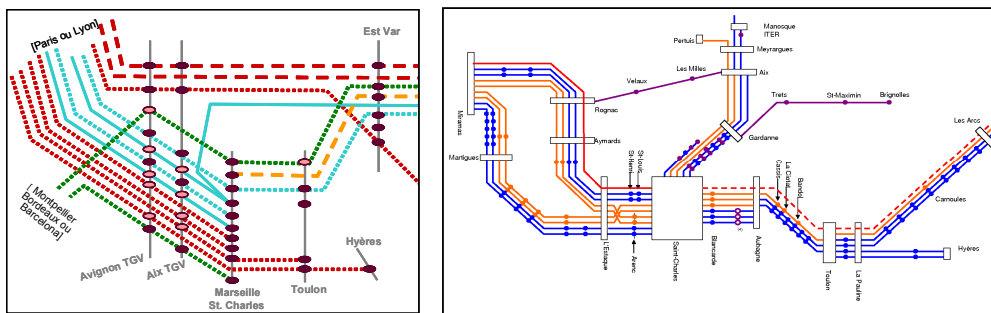 [Paris ou Lyon]
Est Var
[ Montpellier
Bordeaux ou
Barcelona]
Avignon TGV
Aix TGV
Marseille
St. Charles
Toulon
Hyères
Manosque
ITER
Pertuis
Meyrargues
Les Milles
Aix
Velaux
Trets
St-Maximin
Brignolles
Rognac
Miramas
Gardanne
Les Arcs
Aymards
Martigues
St-Louis
St-Henri
La Ciotat
Cassis
Bandol
Carnoules
L'Estaque
Arenc
Saint-Charles
Blancarde
Aubagne
Toulon
La Pauline
Hyères